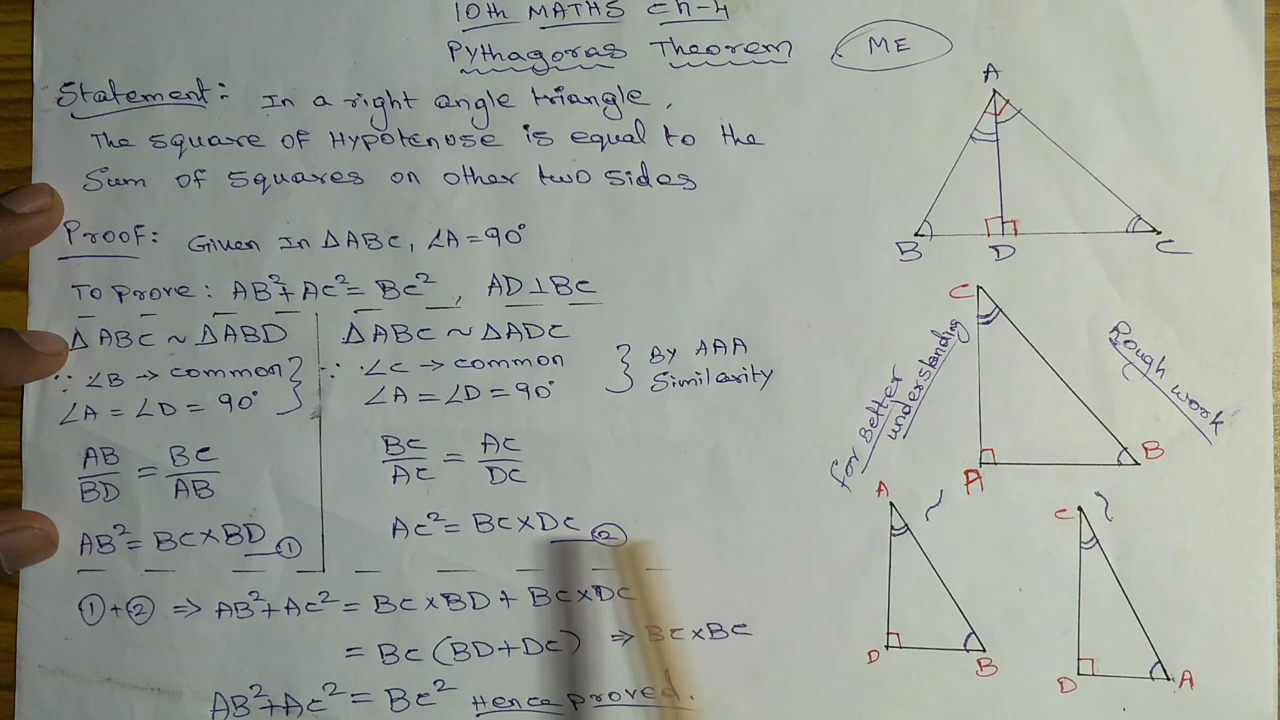 10th MATHS Ch-4
Pythagoras Theorem
ME
Statement: In a right angle triangle,
The square of Hypotenuse is equal to the
Sum of squares on other two sides
Proof: Given In ΔABC, ∠A = 90°
To prove: AB² + AC² = BC², AD⊥BC
ΔABC ~ ΔABD
∵ ∠B → common
∠A = ∠D = 90°
AB/BD = BC/AB
AB² = BC×BD ①
ΔABC ~ ΔADC
∵ ∠C → common
∠A = ∠D = 90°
} By AAA
Similarity
BC/AC = AC/DC
AC² = BC×DC ②
①+② ⇒ AB²+AC² = BC×BD + BC×DC
= BC(BD+DC) ⇒ BC×BC
AB²+AC² = BC² Hence proved.
A
B
D
C
C
A
B
For Better
understanding
Rough work
A
D
B
~
C
D
A
~